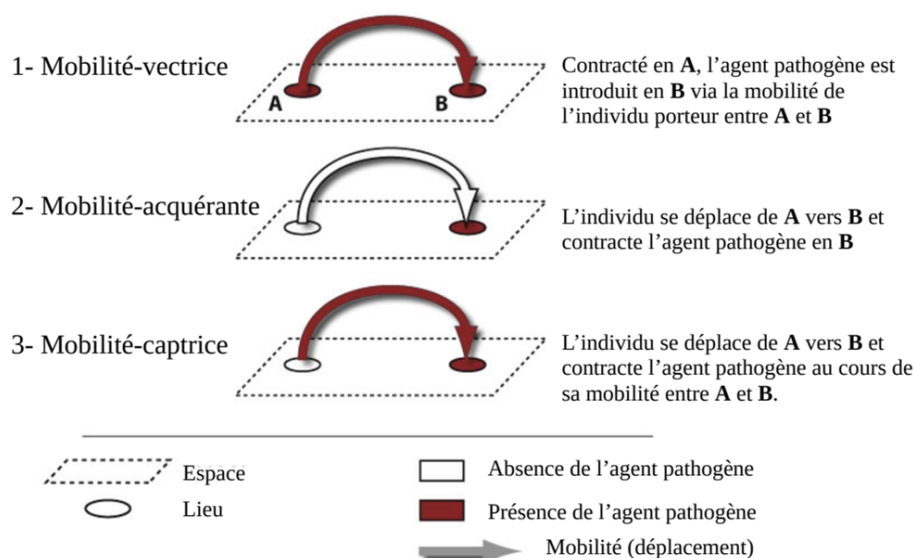 1- Mobilité-vectrice
A
B
Contracté en A, l’agent pathogène est
introduit en B via la mobilité de
l’individu porteur entre A et B
2- Mobilité-acquérante
L’individu se déplace de A vers B et
contracte l’agent pathogène en B
3- Mobilité-captrice
L’individu se déplace de A vers B et
contracte l’agent pathogène au cours de
sa mobilité entre A et B.
Espace
Lieu
Absence de l’agent pathogène
Présence de l’agent pathogène
Mobilité (déplacement)